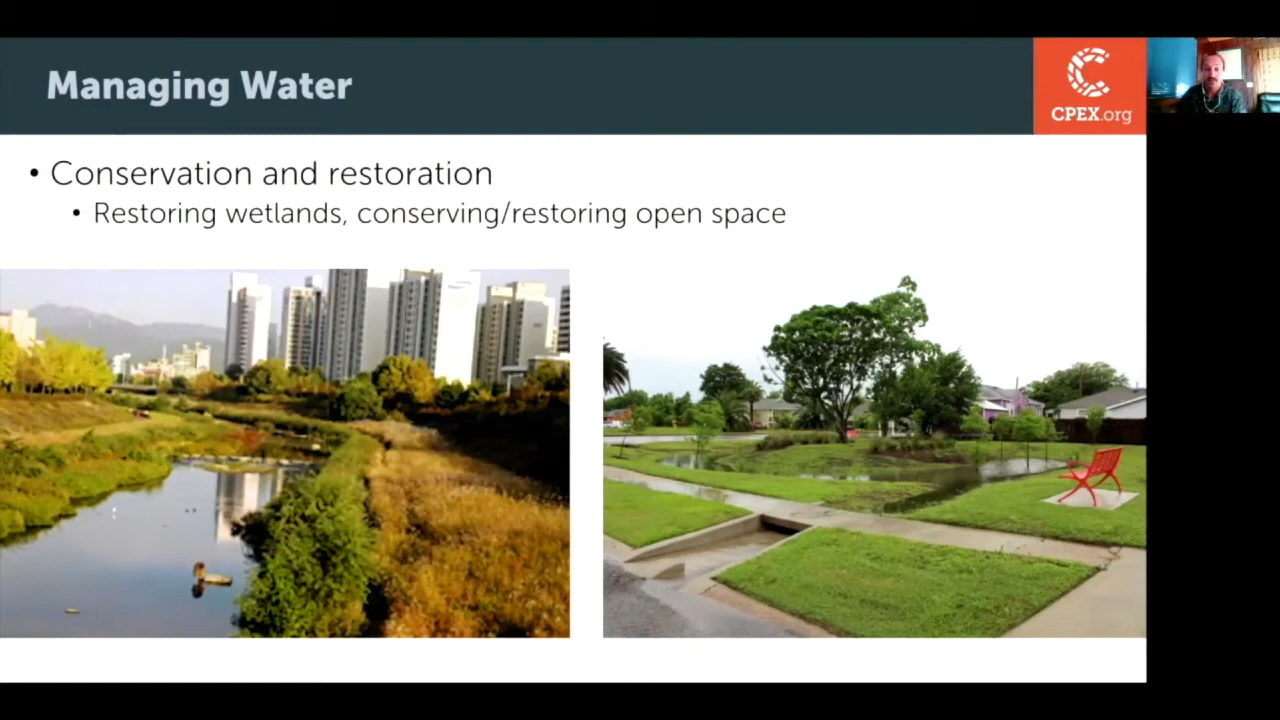 Managing Water
CPEX.org
• Conservation and restoration
• Restoring wetlands, conserving/restoring open space